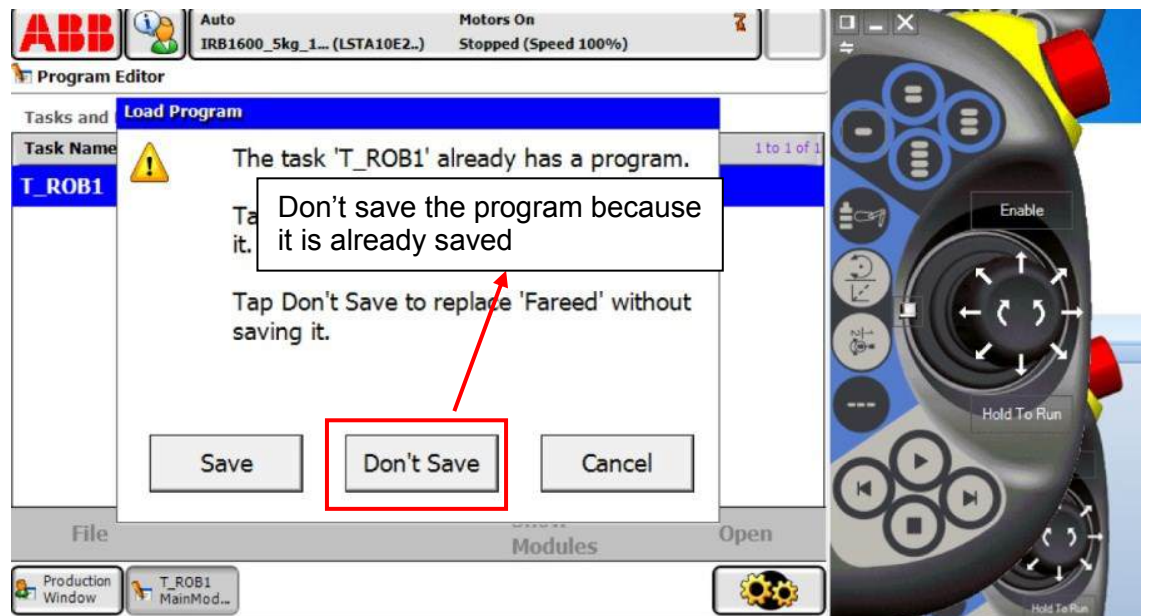 ABB
Auto
Motors On
IRB1600_5kg_1... (LSTA10E2..)
Stopped (Speed 100%)
Program Editor
Tasks and
Load Program
Task Name
1 to 1 of 1
T_ROB1
The task 'T_ROB1' already has a program.
Don’t save the program because
it is already saved
it.
Tap Don't Save to replace 'Fareed' without
saving it.
Save
Don't Save
Cancel
File
Show
Modules
Open
Production
Window
T_ROB1
MainMod...
Enable
Hold To Run
Hold To Run